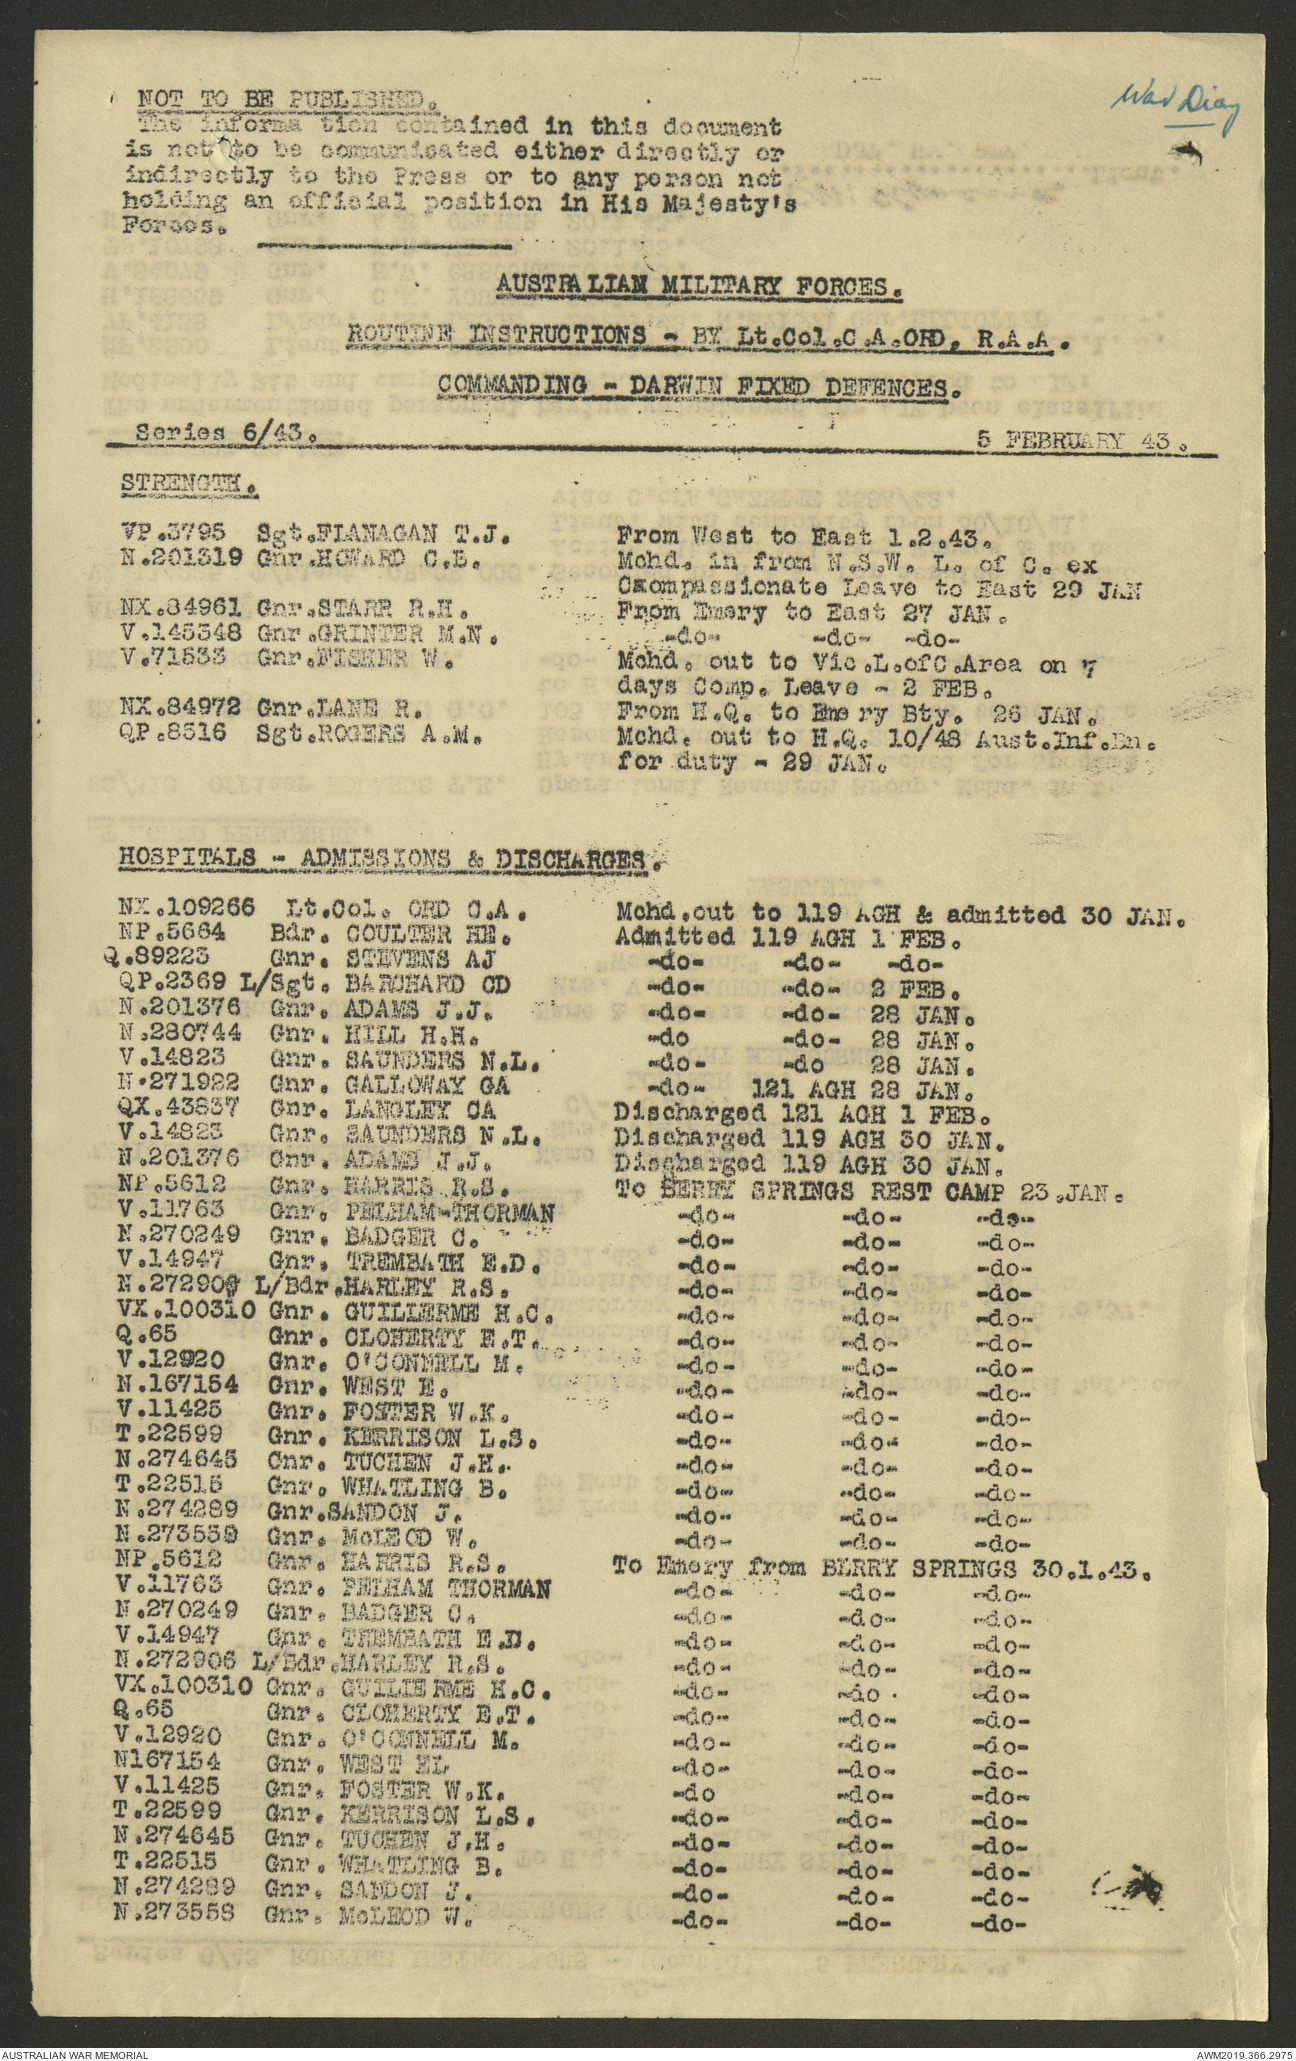 War Diary
NOT TO BE PUBLISHED.
The informa tion contained in this document
is not to be communicated either directly or
indirectly to the Press or to any person not
holding an official position in His Majesty's
Forces.
AUSTRALIAN MILITARY FORCES.
ROUTINE INSTRUCTIONS - BY Lt.Col.C.A.ORD, R.A.A.
COMMANDING - DARWIN FIXED DEFENCES.
Series 6/43. 5 FEBRUARY 43.
STRENGTH.
VP.3795 Sgt.FLANAGAN T.J. From West to East 1.2.43.
N.201319 Gnr.HOWARD C.E. Mchd. in from N.S.W. L. of C. ex
Cxompassionate Leave to East 29 JAN
NX.84961 Gnr.STARR R.H. From Emery to East 27 JAN.
V.145348 Gnr.GRINTER M.N. -do- -do- -do-
V.71533 Gnr.FISHER W. Mchd. out to Vic.L.ofC.Area on 7
days Comp. Leave - 2 FEB.
NX.84972 Gnr.LANE R. From H.Q. to Emery Bty. 26 JAN.
QP.8516 Sgt.ROGERS A.M. Mchd. out to H.Q. 10/48 Aust.Inf.Bn.
for duty - 29 JAN.
HOSPITALS - ADMISSIONS & DISCHARGES.
NX.109266 Lt.Col. ORD C.A. Mchd.out to 119 AGH & admitted 30 JAN.
NP.5664 Bdr. COULTER HE. Admitted 119 AGH 1 FEB.
Q.89223 Gnr. STEVENS AJ -do- -do- -do-
QP.2369 L/Sgt. BARCHARD CD -do- -do- 2 FEB.
N.201376 Gnr. ADAMS J.J. -do- -do- 28 JAN.
N.280744 Gnr. HILL H.H. -do -do- 28 JAN.
V.14823 Gnr. SAUNDERS N.L. -do- -do 28 JAN.
N.271922 Gnr. GALLOWAY GA -do- 121 AGH 28 JAN.
QX.43837 Gnr. LANGLEY CA Discharged 121 AGH 1 FEB.
V.14823 Gnr. SAUNDERS N.L. Discharged 119 AGH 30 JAN.
N.201376 Gnr. ADAMS J.J. Discharged 119 AGH 30 JAN.
NP.5612 Gnr. HARRIS R.S. To BERRY SPRINGS REST CAMP 23.JAN.
V.11763 Gnr. PELHAM-THORMAN -do- -do- -do-
N.270249 Gnr. BADGER C. -do- -do- -do-
V.14947 Gnr. TREMBATH E.D. -do- -do- -do-
N.272909 L/Bdr.HARLEY R.S. -do- -do- -do-
VX.100310 Gnr. GUILLERME H.C. -do- -do- -do-
Q.65 Gnr. CLOHERTY E.T. -do- -do- -do-
V.12920 Gnr. O'CONNELL M. -do- -do- -do-
N.167154 Gnr. WEST E. -do- -do- -do-
V.11425 Gnr. FOSTER W.K. -do- -do- -do-
T.22599 Gnr. KERRISON L.S. -do- -do- -do-
N.274645 Gnr. TUCHEN J.H. -do- -do- -do-
T.22515 Gnr. WHATLING B. -do- -do- -do-
N.274289 Gnr.SANDON J. -do- -do- -do-
N.273559 Gnr. McLEOD W. -do- -do- -do-
NP.5612 Gnr. HARRIS R.S. To Emery from BERRY SPRINGS 30.1.43.
V.11763 Gnr. PELHAM THORMAN -do- -do- -do-
N.270249 Gnr. BADGER C. -do- -do- -do-
V.14947 Gnr. TREMBATH E.D. -do- -do- -do-
N.272906 L/Bdr.HARLEY R.S. -do- -do- -do-
VX.100310 Gnr. GUILLERME H.C. -do- -do- -do-
Q.65 Gnr. CLOHERTY E.T. -do- -do- -do-
V.12920 Gnr. O'CONNELL M. -do- -do- -do-
N167154 Gnr. WEST EL -do- -do- -do-
V.11425 Gnr. FOSTER W.K. -do -do- -do-
T.22599 Gnr. KERRISON L.S. -do- -do- -do-
N.274645 Gnr. TUCHEN J.H. -do- -do- -do-
T.22515 Gnr. WHATLING B. -do- -do- -do-
N.274289 Gnr. SANDON J. -do- -do- -do-
N.273558 Gnr. McLEOD W. -do- -do- -do-
AUSTRALIAN WAR MEMORIAL AWM2019.366.2975